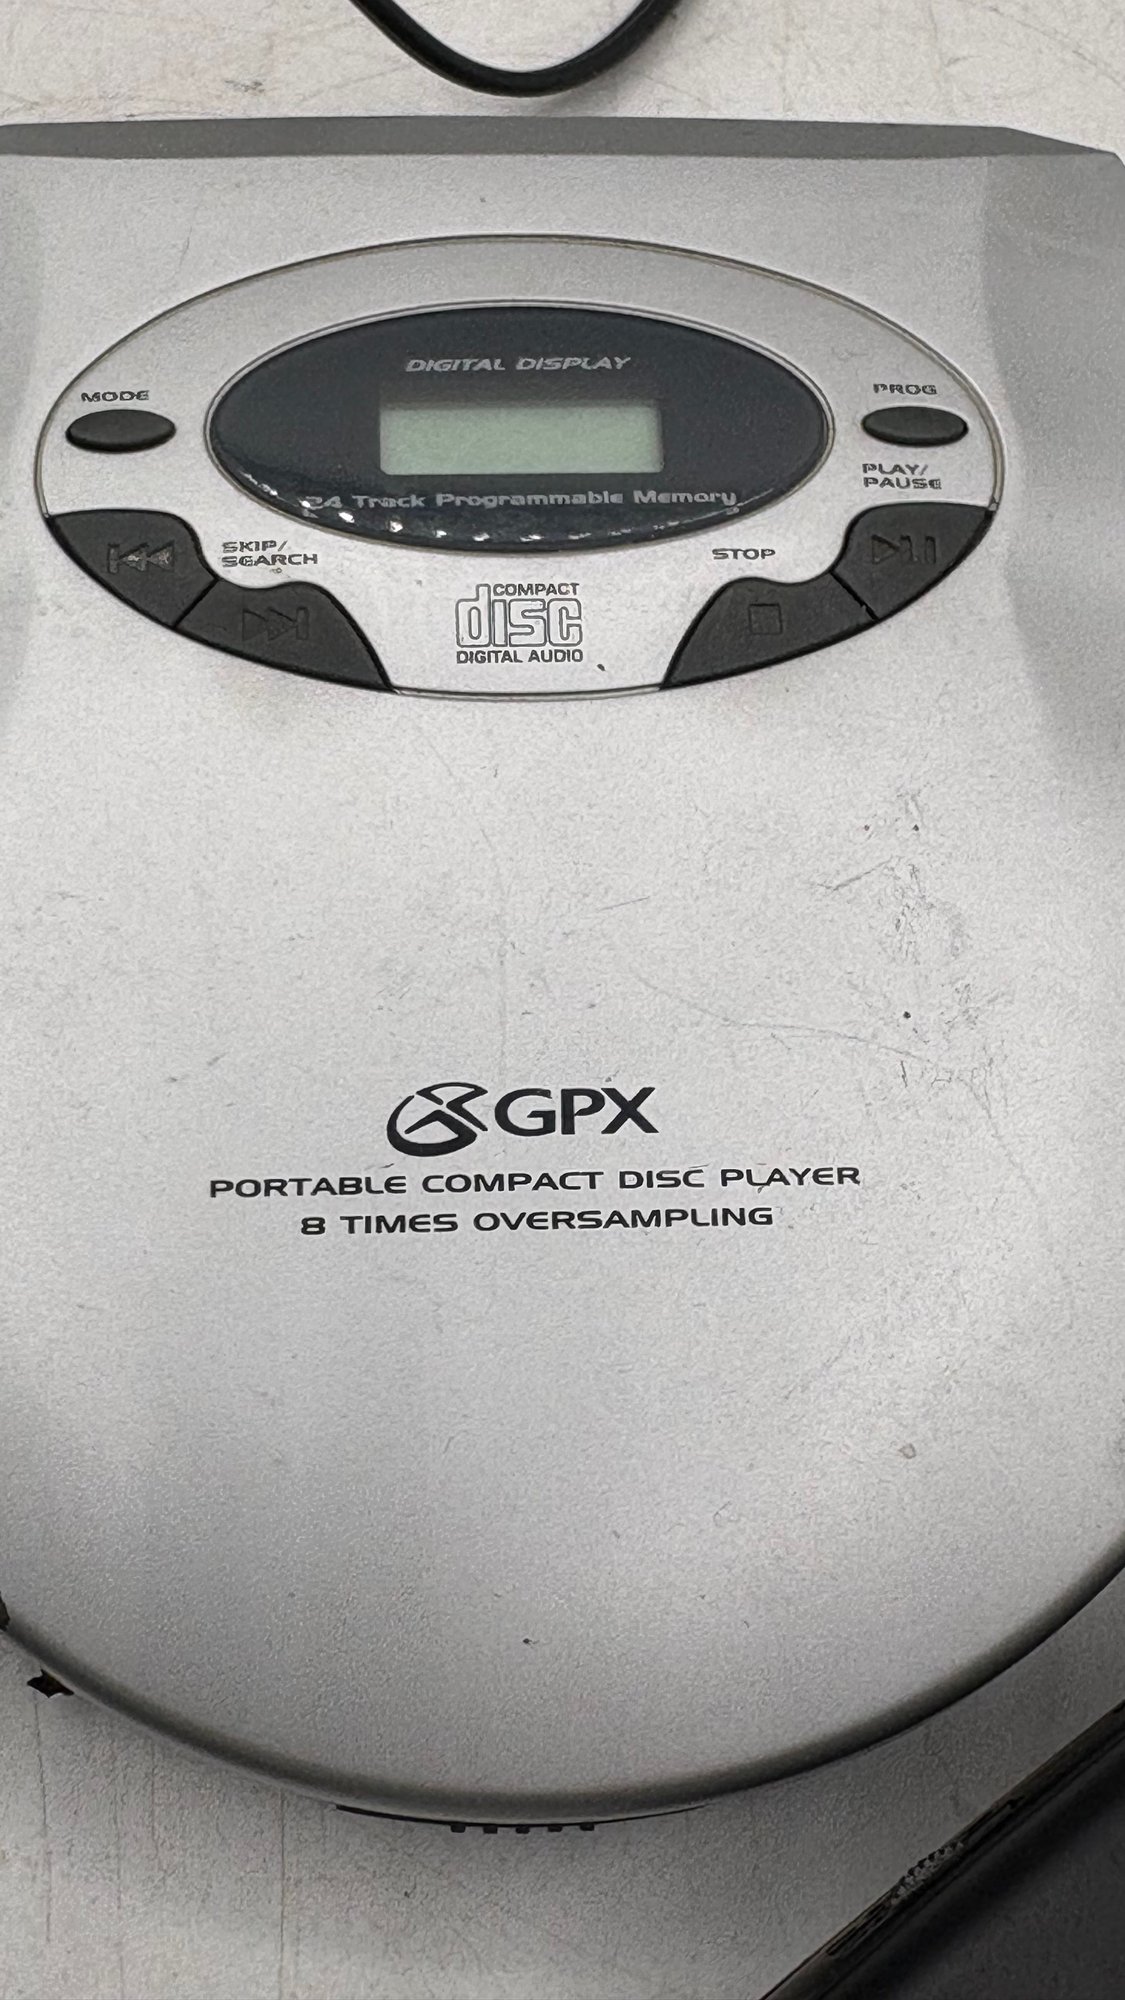 DIGITAL DISPLAY
MODE
PROG
PLAY/
PAUSE
24 Track Programmable Memory
SKIP/
SEARCH
STOP
COMPACT
disc
DIGITAL AUDIO
GPX
PORTABLE COMPACT DISC PLAYER
8 TIMES OVERSAMPLING